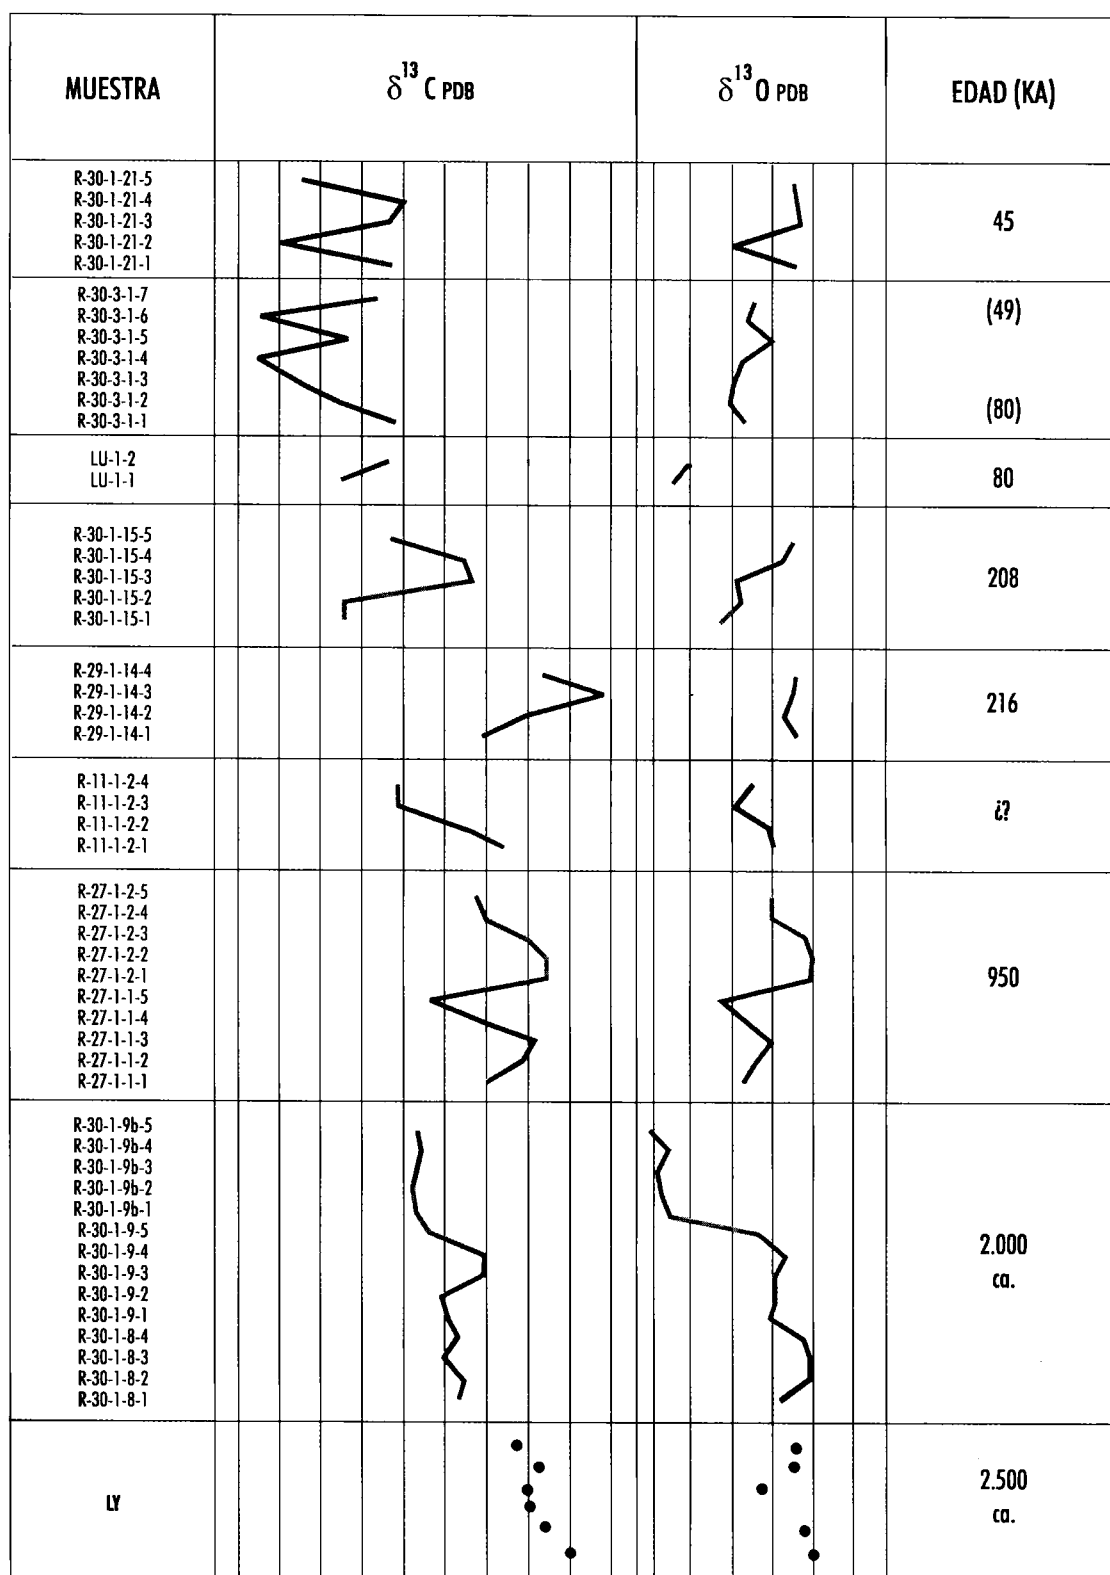 MUESTRA
δ¹³ C PDB
δ¹³ O PDB
EDAD (KA)
R-30-1-21-5
R-30-1-21-4
R-30-1-21-3
R-30-1-21-2
R-30-1-21-1
45
R-30-3-1-7
R-30-3-1-6
R-30-3-1-5
R-30-3-1-4
R-30-3-1-3
R-30-3-1-2
R-30-3-1-1
(49)
(80)
LU-1-2
LU-1-1
80
R-30-1-15-5
R-30-1-15-4
R-30-1-15-3
R-30-1-15-2
R-30-1-15-1
208
R-29-1-14-4
R-29-1-14-3
R-29-1-14-2
R-29-1-14-1
216
R-11-1-2-4
R-11-1-2-3
R-11-1-2-2
R-11-1-2-1
¿?
R-27-1-2-5
R-27-1-2-4
R-27-1-2-3
R-27-1-2-2
R-27-1-2-1
R-27-1-1-5
R-27-1-1-4
R-27-1-1-3
R-27-1-1-2
R-27-1-1-1
950
R-30-1-9b-5
R-30-1-9b-4
R-30-1-9b-3
R-30-1-9b-2
R-30-1-9b-1
R-30-1-9-5
R-30-1-9-4
R-30-1-9-3
R-30-1-9-2
R-30-1-9-1
R-30-1-8-4
R-30-1-8-3
R-30-1-8-2
R-30-1-8-1
2.000
ca.
LY
2.500
ca.